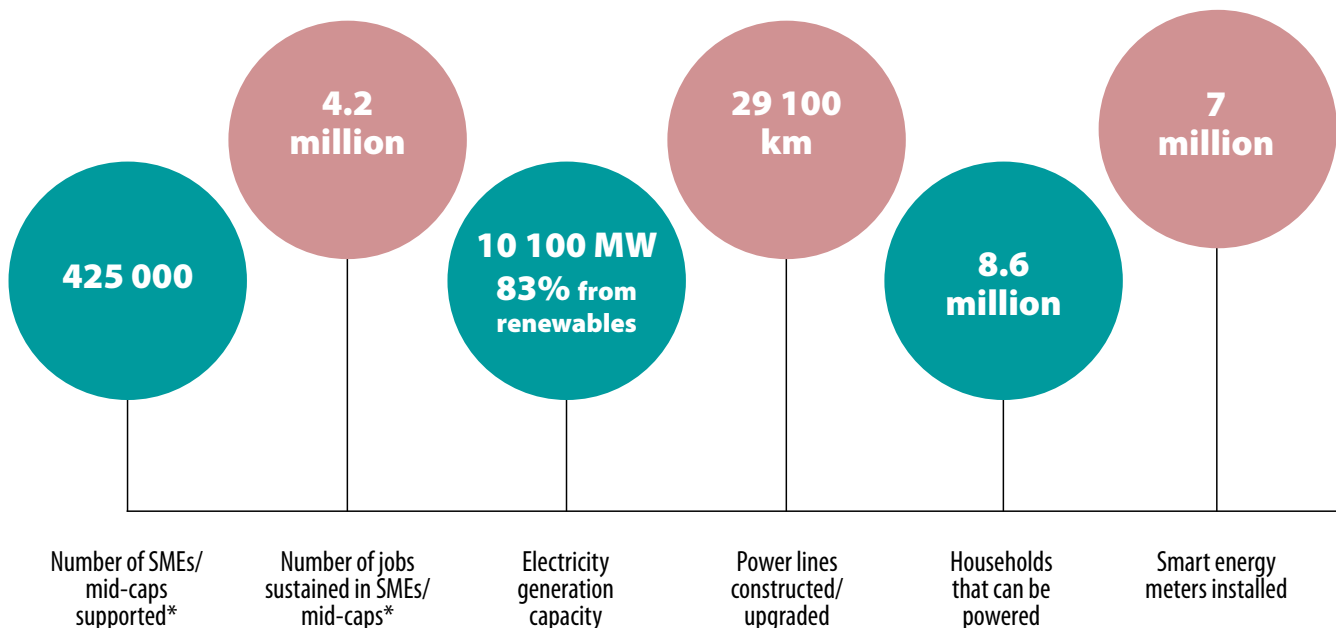 4.2
million
29 100
km
7
million
425 000
10 100 MW
83% from
renewables
8.6
million
Number of SMEs/
mid-caps
supported*
Number of jobs
sustained in SMEs/
mid-caps*
Electricity
generation
capacity
Power lines
constructed/
upgraded
Households
that can be
powered
Smart energy
meters installed